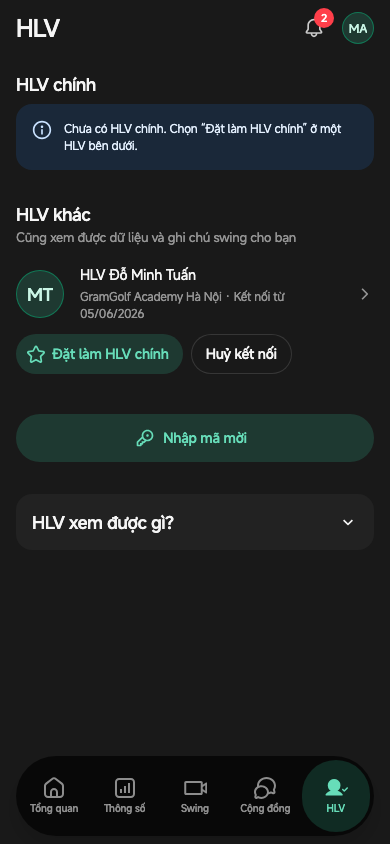 HLV
2
MA
HLV chính
Chưa có HLV chính. Chọn "Đặt làm HLV chính" ở một
HLV bên dưới.
HLV khác
Cũng xem được dữ liệu và ghi chú swing cho bạn
MT
HLV Đỗ Minh Tuấn
GramGolf Academy Hà Nội · Kết nối từ
05/06/2026
Đặt làm HLV chính
Huỷ kết nối
Nhập mã mời
HLV xem được gì?
Tổng quan
Thông số
Swing
Cộng đồng
HLV